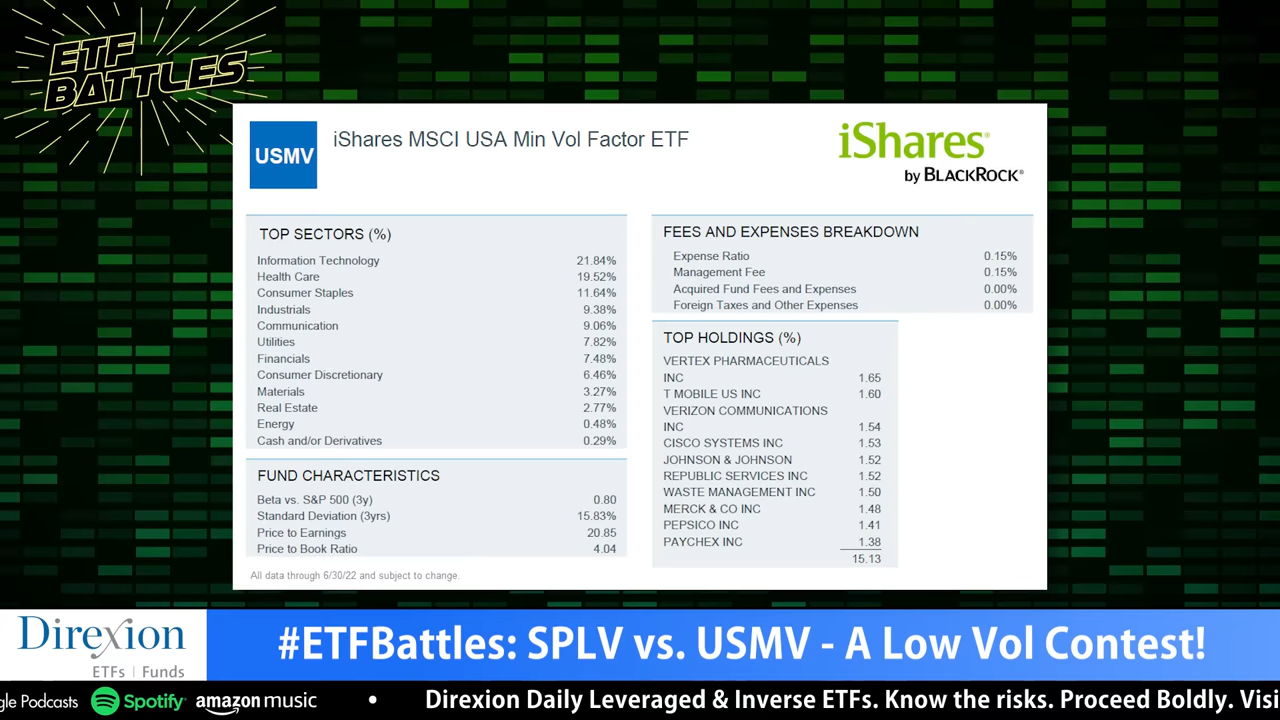 ETF
BATTLES
USMV
iShares MSCI USA Min Vol Factor ETF
iShares®
by BLACKROCK®
TOP SECTORS (%)
Information Technology 21.84%
Health Care 19.52%
Consumer Staples 11.64%
Industrials 9.38%
Communication 9.06%
Utilities 7.82%
Financials 7.48%
Consumer Discretionary 6.46%
Materials 3.27%
Real Estate 2.77%
Energy 0.48%
Cash and/or Derivatives 0.29%
FUND CHARACTERISTICS
Beta vs. S&P 500 (3y) 0.80
Standard Deviation (3yrs) 15.83%
Price to Earnings 20.85
Price to Book Ratio 4.04
All data through 6/30/22 and subject to change.
FEES AND EXPENSES BREAKDOWN
Expense Ratio 0.15%
Management Fee 0.15%
Acquired Fund Fees and Expenses 0.00%
Foreign Taxes and Other Expenses 0.00%
TOP HOLDINGS (%)
VERTEX PHARMACEUTICALS
INC 1.65
T MOBILE US INC 1.60
VERIZON COMMUNICATIONS
INC 1.54
CISCO SYSTEMS INC 1.53
JOHNSON & JOHNSON 1.52
REPUBLIC SERVICES INC 1.52
WASTE MANAGEMENT INC 1.50
MERCK & CO INC 1.48
PEPSICO INC 1.41
PAYCHEX INC 1.38
15.13
Direxion
ETFs | Funds
#ETFBattles: SPLV vs. USMV - A Low Vol Contest!
gle Podcasts Spotify amazon music • Direxion Daily Leveraged & Inverse ETFs. Know the risks. Proceed Boldly. Visi